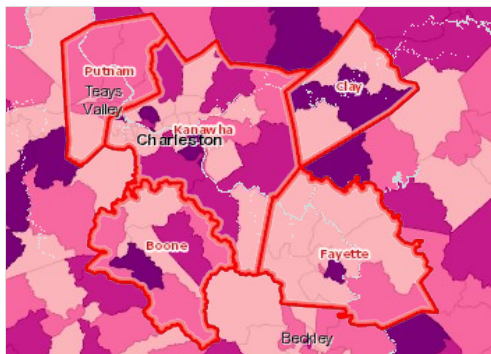 Putnam
Teays
Valley
Clay
Kanawha
Charleston
Boone
Fayette
Beckley